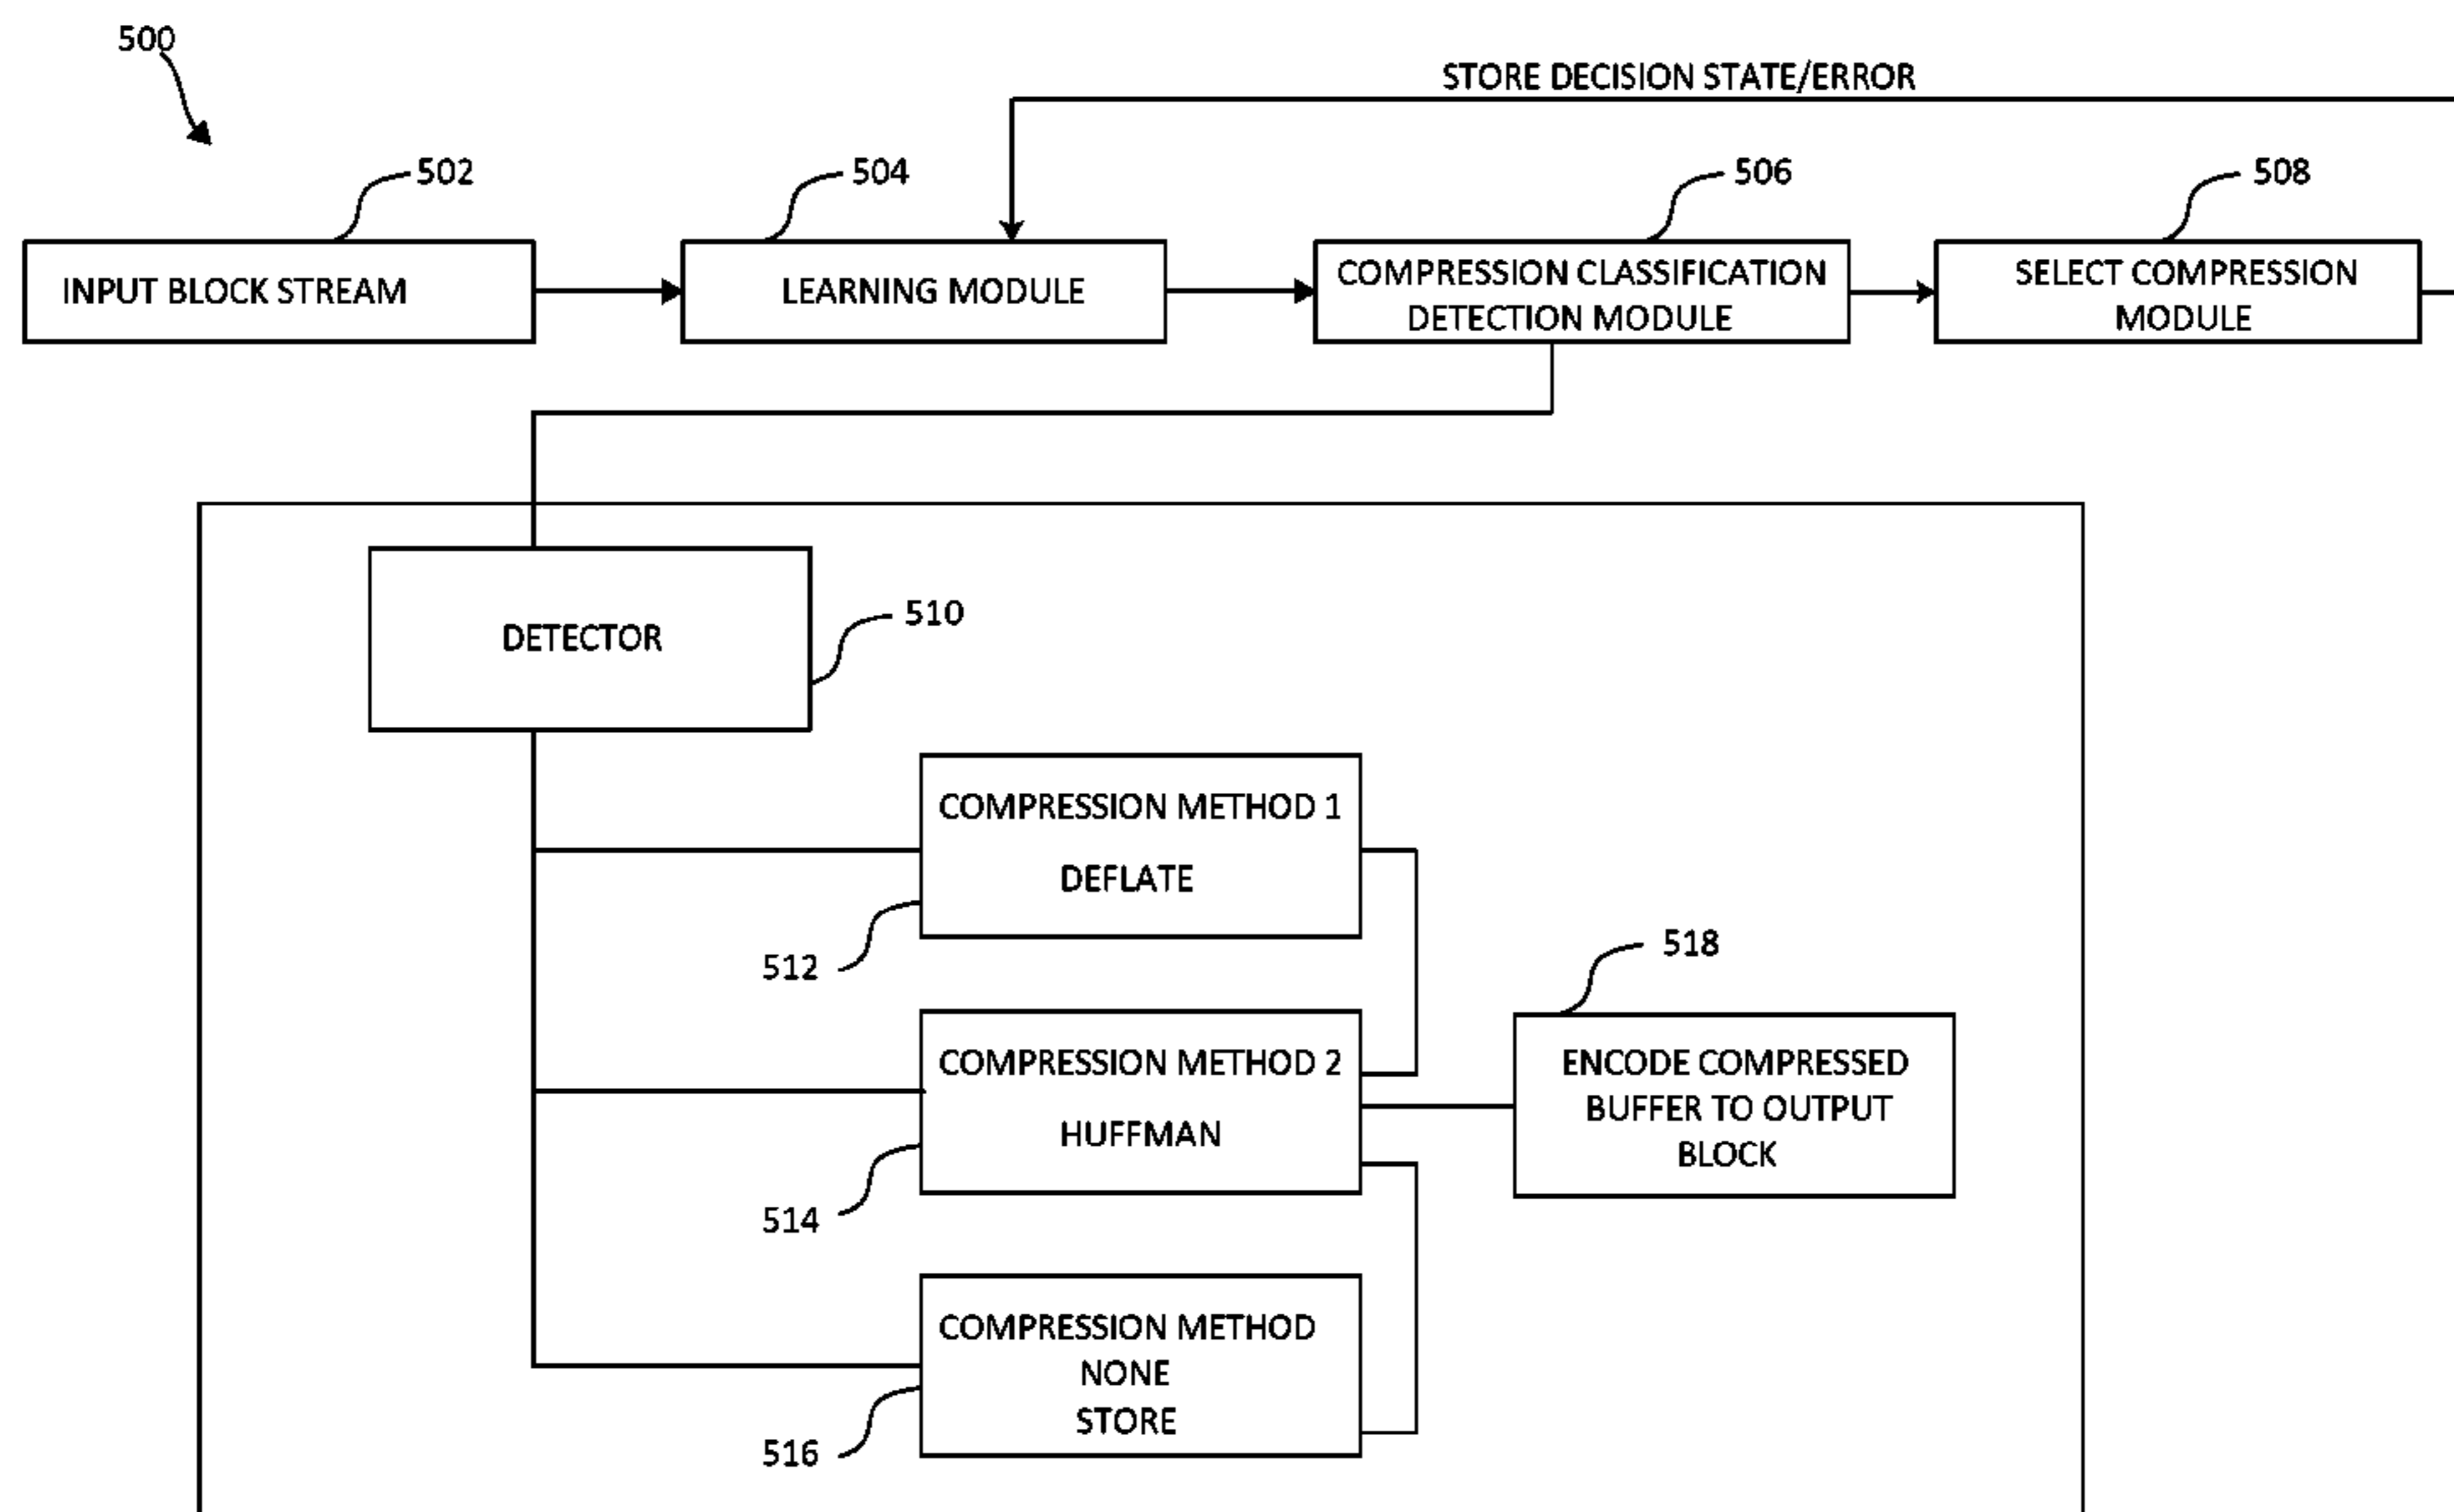 500
STORE DECISION STATE/ERROR
502
504
506
508
INPUT BLOCK STREAM
LEARNING MODULE
COMPRESSION CLASSIFICATION
DETECTION MODULE
SELECT COMPRESSION
MODULE
DETECTOR
510
COMPRESSION METHOD 1
DEFLATE
512
518
COMPRESSION METHOD 2
HUFFMAN
514
ENCODE COMPRESSED
BUFFER TO OUTPUT
BLOCK
COMPRESSION METHOD
NONE
STORE
516